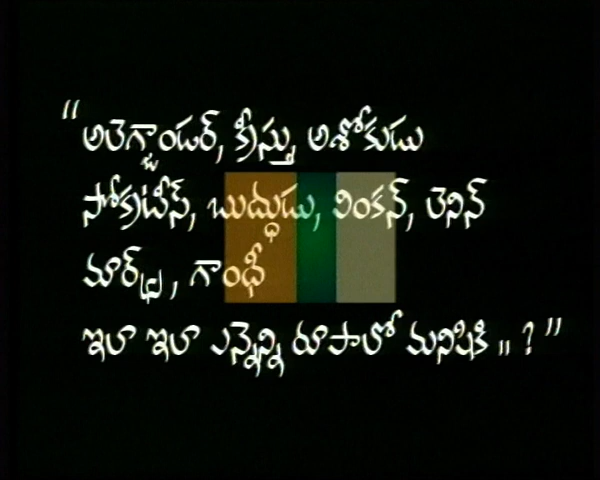 "అలెగ్జాండర్, క్రీస్తు, అశోకుడు
సోక్రటీస్, బుద్ధుడు, లింకన్, లెనిన్
మార్క్స్, గాంధీ
ఇలా ఇలా ఎన్నెన్ని రూపాలో మనిషికి .. ?"